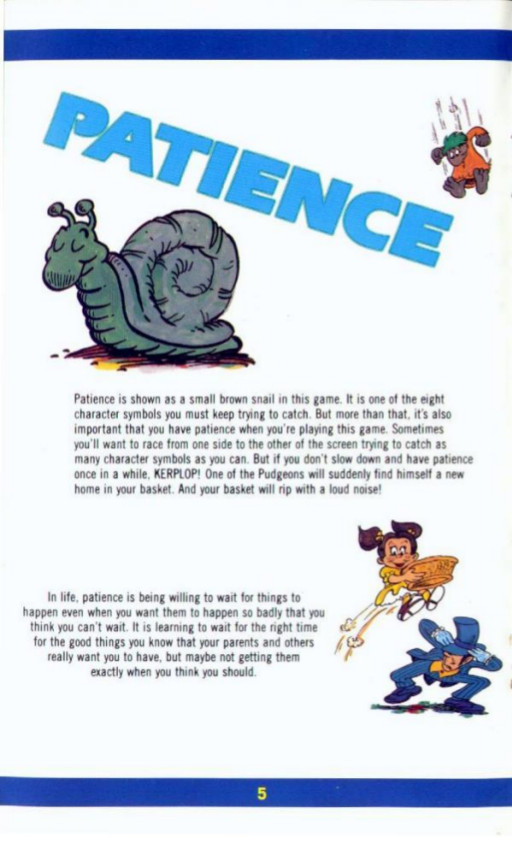 PATIENCE
Patience is shown as a small brown snail in this game. It is one of the eight
character symbols you must keep trying to catch. But more than that, it's also
important that you have patience when you're playing this game. Sometimes
you'll want to race from one side to the other of the screen trying to catch as
many character symbols as you can. But if you don't slow down and have patience
once in a while, KERPLOP! One of the Pudgeons will suddenly find himself a new
home in your basket. And your basket will rip with a loud noise!
In life, patience is being willing to wait for things to
happen even when you want them to happen so badly that you
think you can't wait. It is learning to wait for the right time
for the good things you know that your parents and others
really want you to have, but maybe not getting them
exactly when you think you should.
5